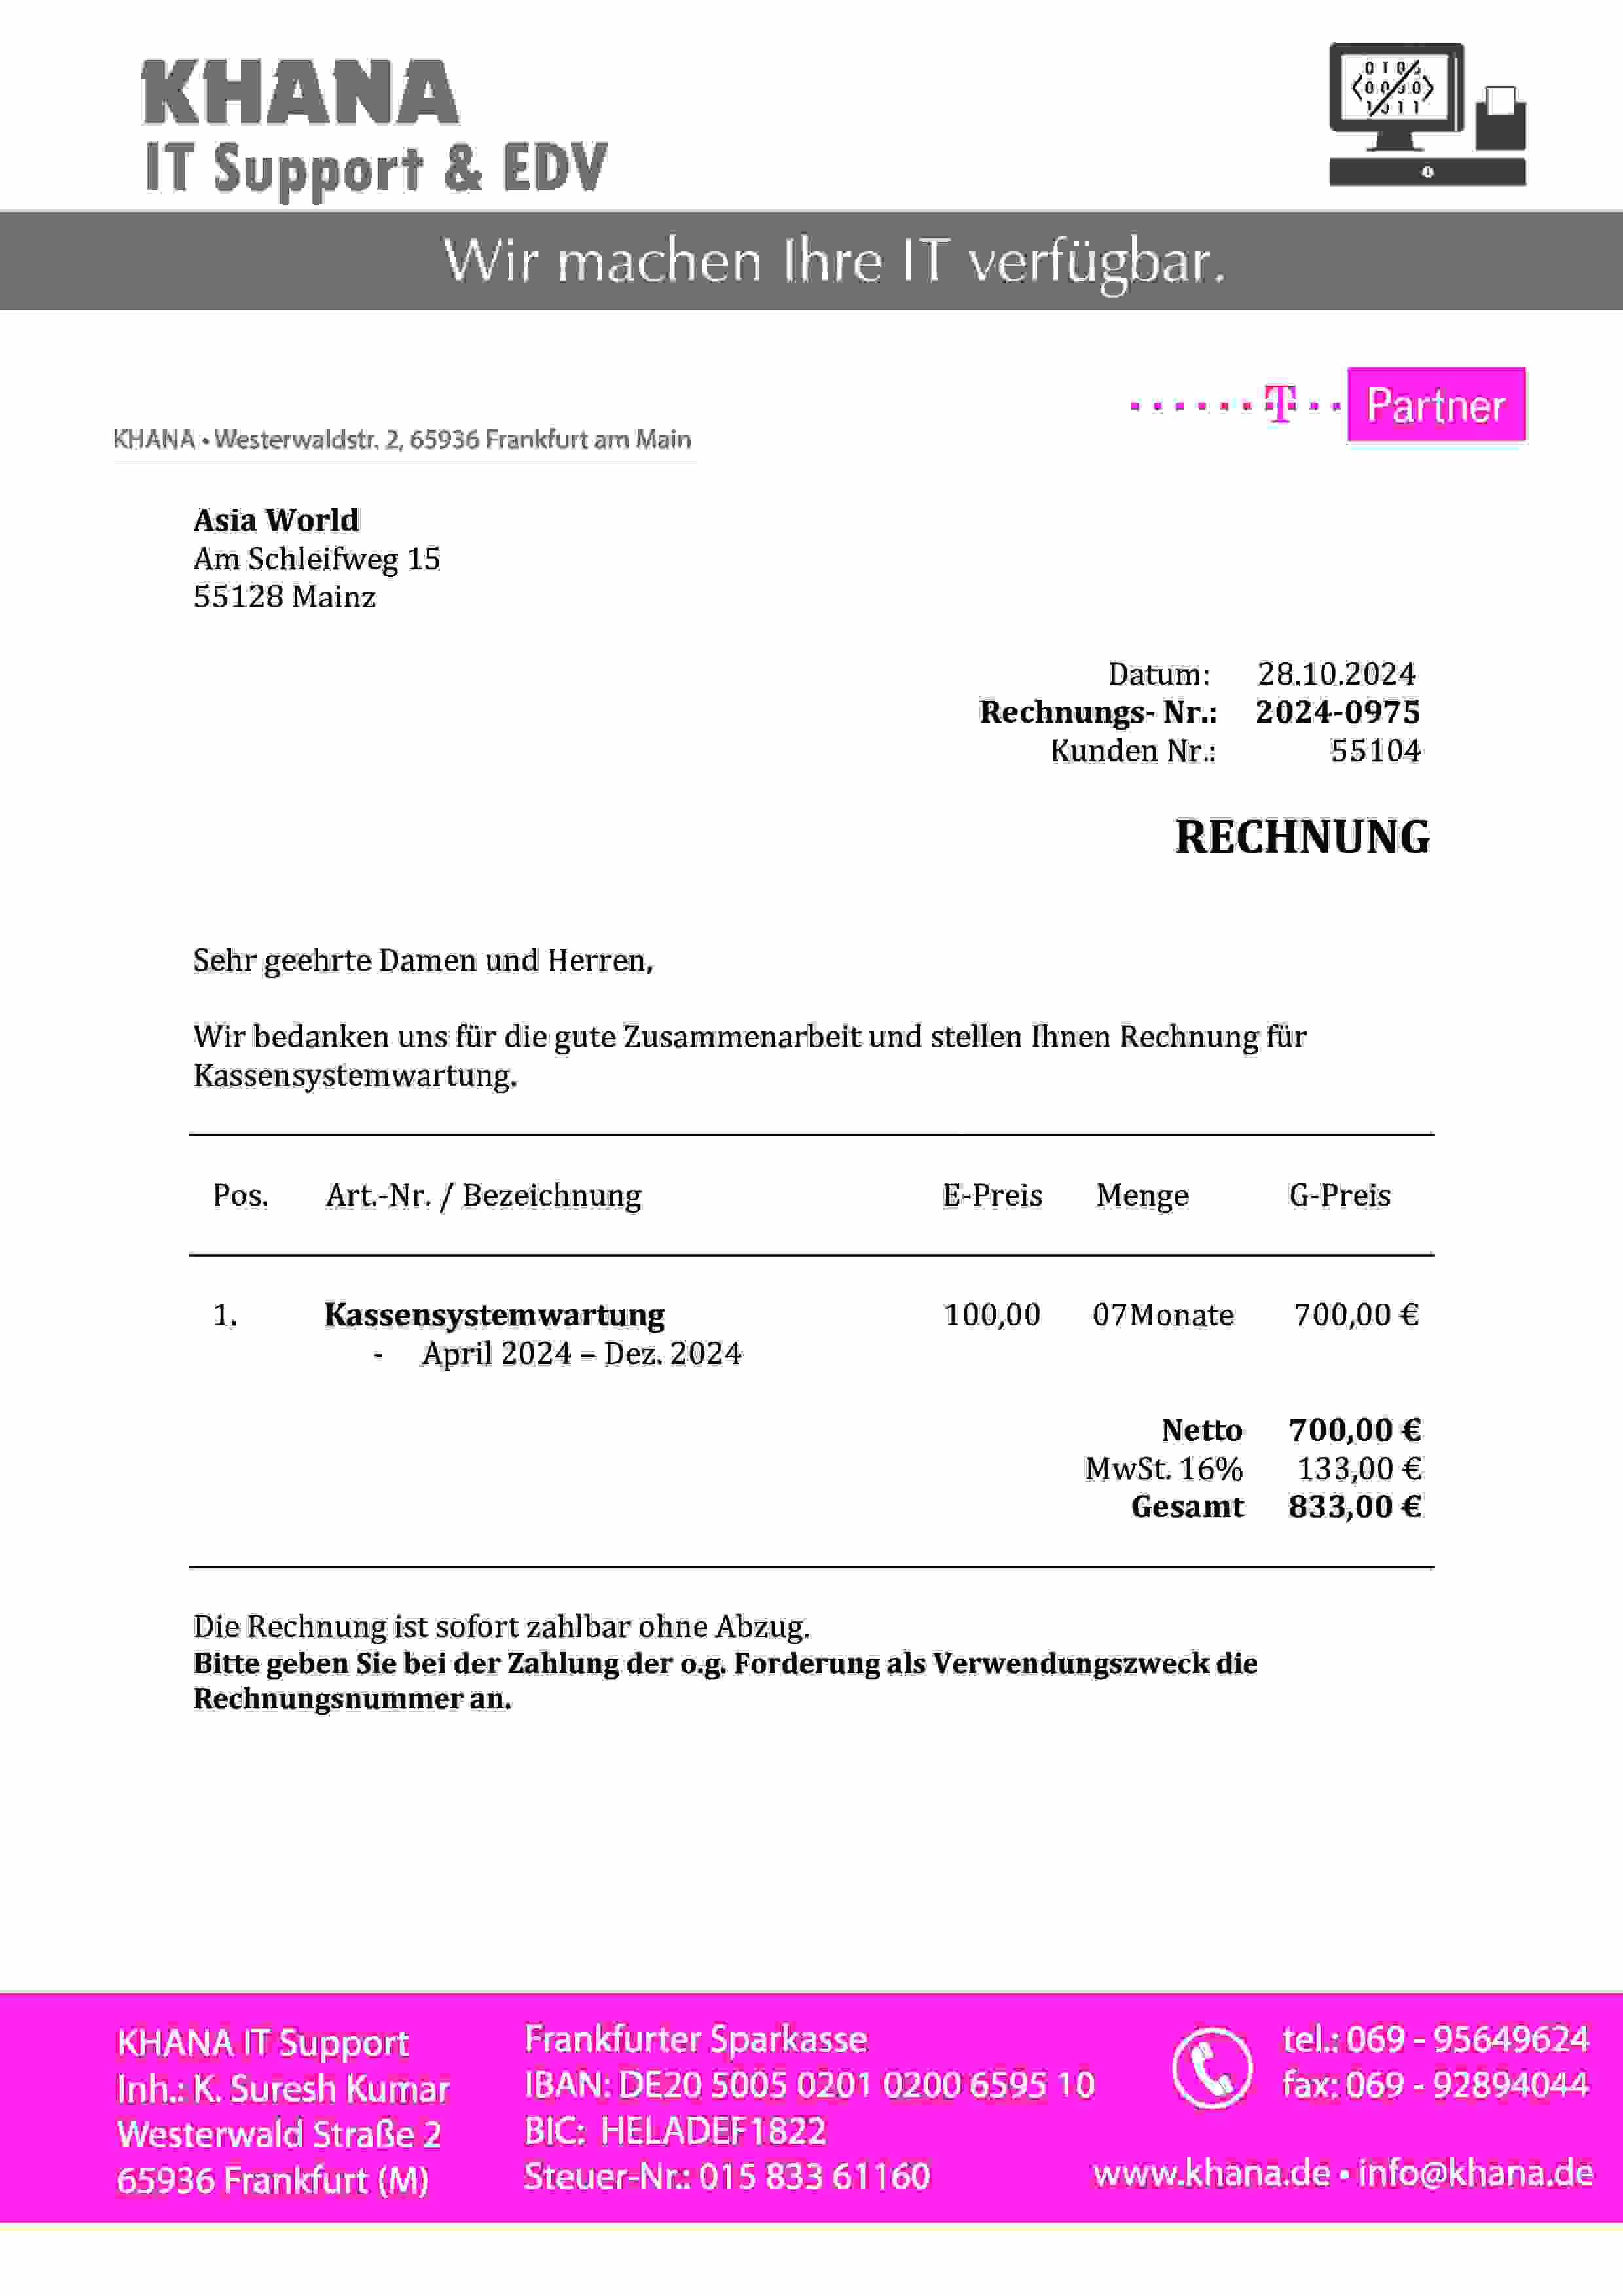 KHANA
IT Support & EDV
Wir machen Ihre IT verfügbar.
T Partner
KHANA • Westerwaldstr. 2, 65936 Frankfurt am Main
Asia World
Am Schleifweg 15
55128 Mainz
Datum: 28.10.2024
Rechnungs- Nr.: 2024-0975
Kunden Nr.: 55104
RECHNUNG
Sehr geehrte Damen und Herren,
Wir bedanken uns für die gute Zusammenarbeit und stellen Ihnen Rechnung für
Kassensystemwartung.
Pos. Art.-Nr. / Bezeichnung E-Preis Menge G-Preis
1. Kassensystemwartung 100,00 07Monate 700,00 €
- April 2024 – Dez. 2024
Netto 700,00 €
MwSt. 16% 133,00 €
Gesamt 833,00 €
Die Rechnung ist sofort zahlbar ohne Abzug.
Bitte geben Sie bei der Zahlung der o.g. Forderung als Verwendungszweck die
Rechnungsnummer an.
KHANA IT Support
Inh.: K. Suresh Kumar
Westerwald Straße 2
65936 Frankfurt (M)
Frankfurter Sparkasse
IBAN: DE20 5005 0201 0200 6595 10
BIC: HELADEF1822
Steuer-Nr.: 015 833 61160
tel.: 069 - 95649624
fax: 069 - 92894044
www.khana.de • info@khana.de